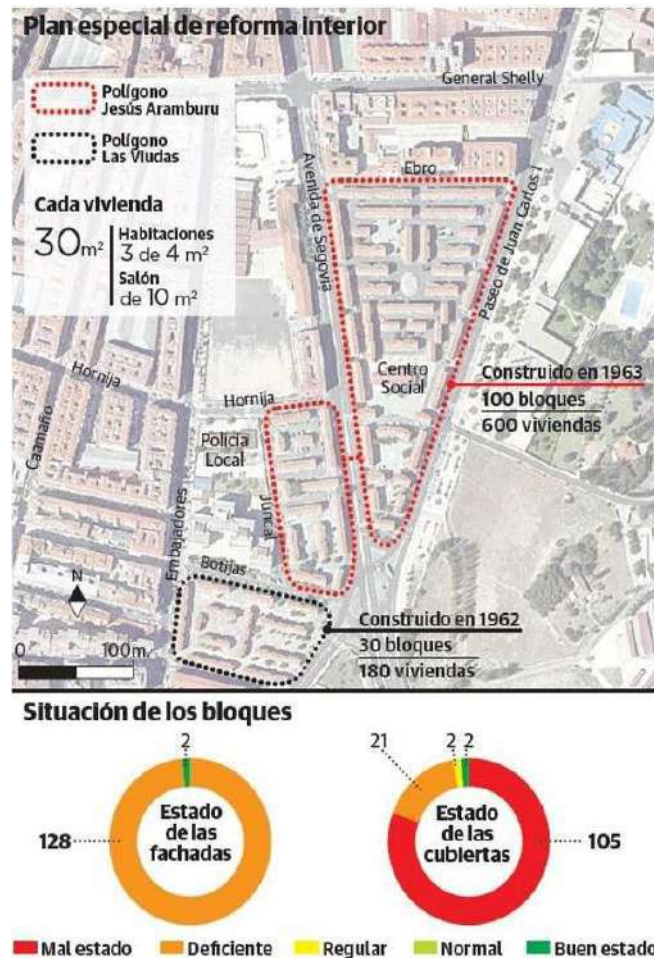 Plan especial de reforma interior
Polígono
Jesús Aramburu
Polígono
Las Viudas
Cada vivienda
30m²
Habitaciones
3 de 4 m²
Salón
de 10 m²
General Shelly
Ebro
Avenida de Segovia
Paseo de Juan Carlos I
Centro
Social
Construido en 1963
100 bloques
600 viviendas
Hornija
Hornija
Caamaño
Policía
Local
Juncal
Embajadores
Botijas
N
0 100m.
Construido en 1962
30 bloques
180 viviendas
Situación de los bloques
2
128
Estado
de las
fachadas
21
2
2
Estado
de las
cubiertas
105
Mal estado Deficiente Regular Normal Buen estado